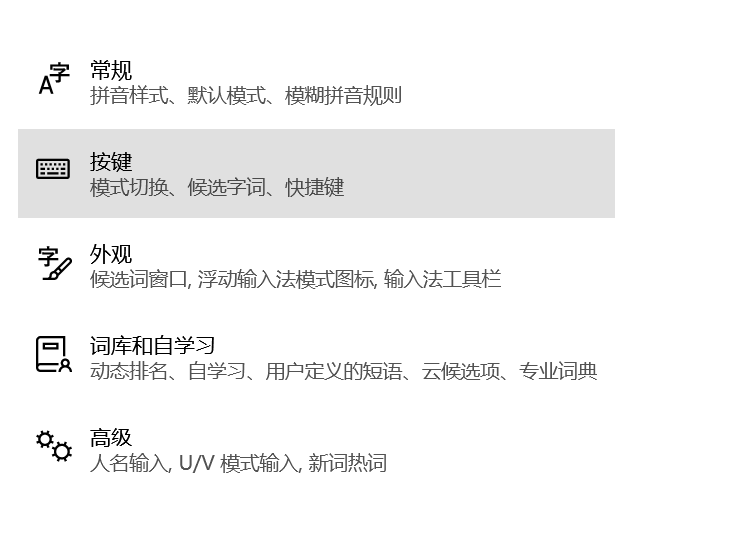 常规
拼音样式、默认模式、模糊拼音规则
按键
模式切换、候选字词、快捷键
外观
候选词窗口, 浮动输入法模式图标, 输入法工具栏
词库和自学习
动态排名、自学习、用户定义的短语、云候选项、专业词典
高级
人名输入, U/V 模式输入, 新词热词